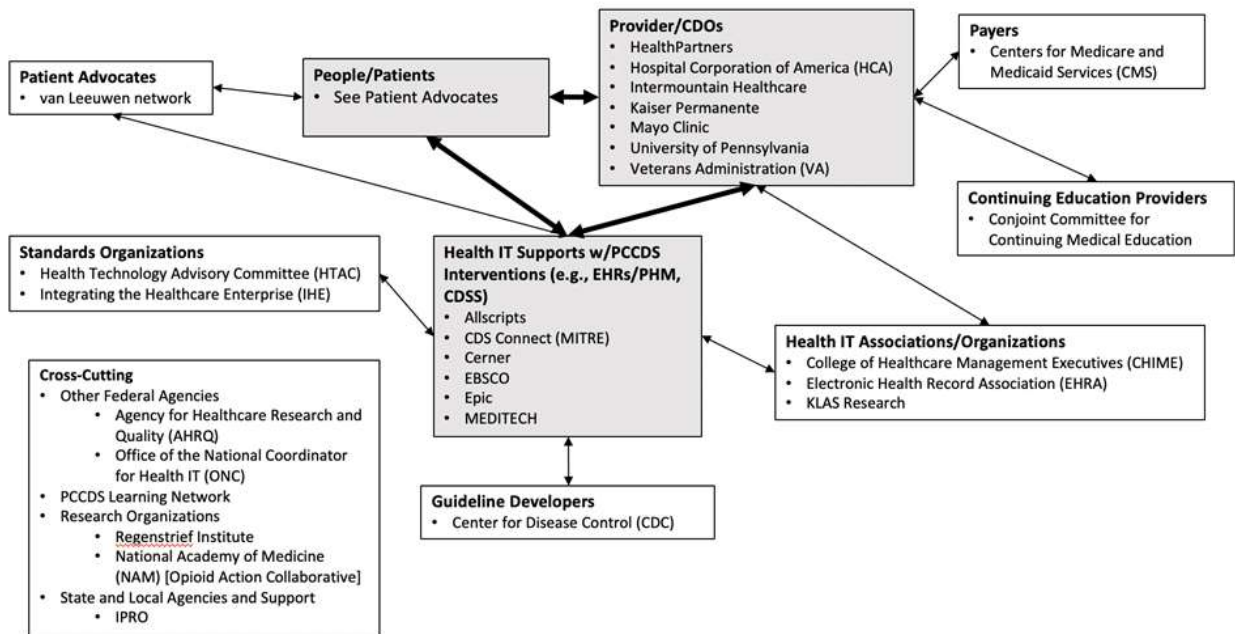 Patient Advocates
• van Leeuwen network
People/Patients
• See Patient Advocates
Provider/CDOs
• HealthPartners
• Hospital Corporation of America (HCA)
• Intermountain Healthcare
• Kaiser Permanente
• Mayo Clinic
• University of Pennsylvania
• Veterans Administration (VA)
Payers
• Centers for Medicare and
Medicaid Services (CMS)
Continuing Education Providers
• Conjoint Committee for
Continuing Medical Education
Standards Organizations
• Health Technology Advisory Committee (HTAC)
• Integrating the Healthcare Enterprise (IHE)
Health IT Supports w/PCCDS
Interventions (e.g., EHRs/PHM,
CDSS)
• Allscripts
• CDS Connect (MITRE)
• Cerner
• EBSCO
• Epic
• MEDITECH
Health IT Associations/Organizations
• College of Healthcare Management Executives (CHIME)
• Electronic Health Record Association (EHRA)
• KLAS Research
Cross-Cutting
• Other Federal Agencies
• Agency for Healthcare Research and
Quality (AHRQ)
• Office of the National Coordinator
for Health IT (ONC)
• PCCDS Learning Network
• Research Organizations
• Regenstrief Institute
• National Academy of Medicine
(NAM) [Opioid Action Collaborative]
• State and Local Agencies and Support
• IPRO
Guideline Developers
• Center for Disease Control (CDC)